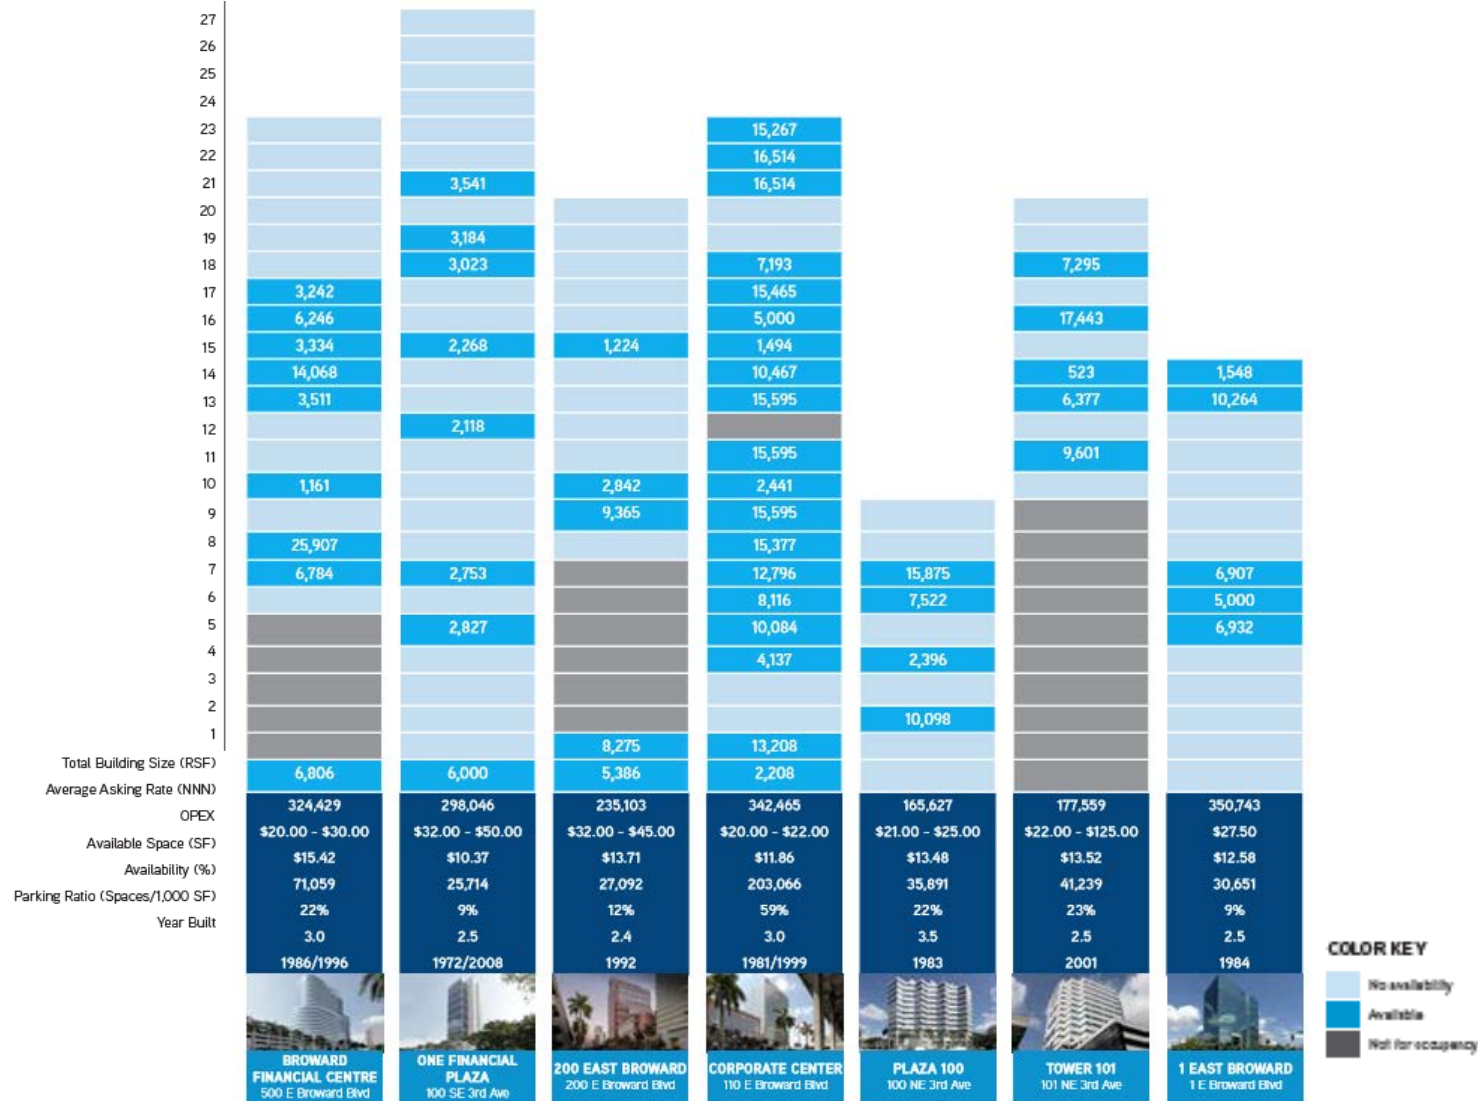 27
26
25
24
23 15,267
22 16,514
21 3,541 16,514
20
19 3,184
18 3,023 7,193 7,295
17 3,242 15,465
16 6,246 5,000 17,443
15 3,334 2,268 1,224 1,494
14 14,068 10,467 523 1,548
13 3,511 15,595 6,377 10,264
12 2,118
11 15,595 9,601
10 1,161 2,842 2,441
9 9,365 15,595
8 25,907 15,377
7 6,784 2,753 12,796 15,875 6,907
6 8,116 7,522 5,000
5 2,827 10,084 6,932
4 4,137 2,396
3
2 10,098
1 8,275 13,208
Total Building Size (RSF) 6,806 6,000 5,386 2,208
Average Asking Rate (NNN) 324,429 298,046 235,103 342,465 165,627 177,559 350,743
OPEX $20.00 - $30.00 $32.00 - $50.00 $32.00 - $45.00 $20.00 - $22.00 $21.00 - $25.00 $22.00 - $125.00 $27.50
Available Space (SF) $15.42 $10.37 $13.71 $11.86 $13.48 $13.52 $12.58
Availability (%) 71,059 25,714 27,092 203,066 35,891 41,239 30,651
Parking Ratio (Spaces/1,000 SF) 22% 9% 12% 59% 22% 23% 9%
Year Built 3.0 2.5 2.4 3.0 3.5 2.5 2.5
1986/1996 1972/2008 1992 1981/1999 1983 2001 1984
BROWARD
FINANCIAL CENTRE
500 E Broward Blvd
ONE FINANCIAL
PLAZA
100 SE 3rd Ave
200 EAST BROWARD
200 E Broward Blvd
CORPORATE CENTER
110 E Broward Blvd
PLAZA 100
100 NE 3rd Ave
TOWER 101
101 NE 3rd Ave
1 EAST BROWARD
1 E Broward Blvd
COLOR KEY
No availability
Available
Not for occupancy